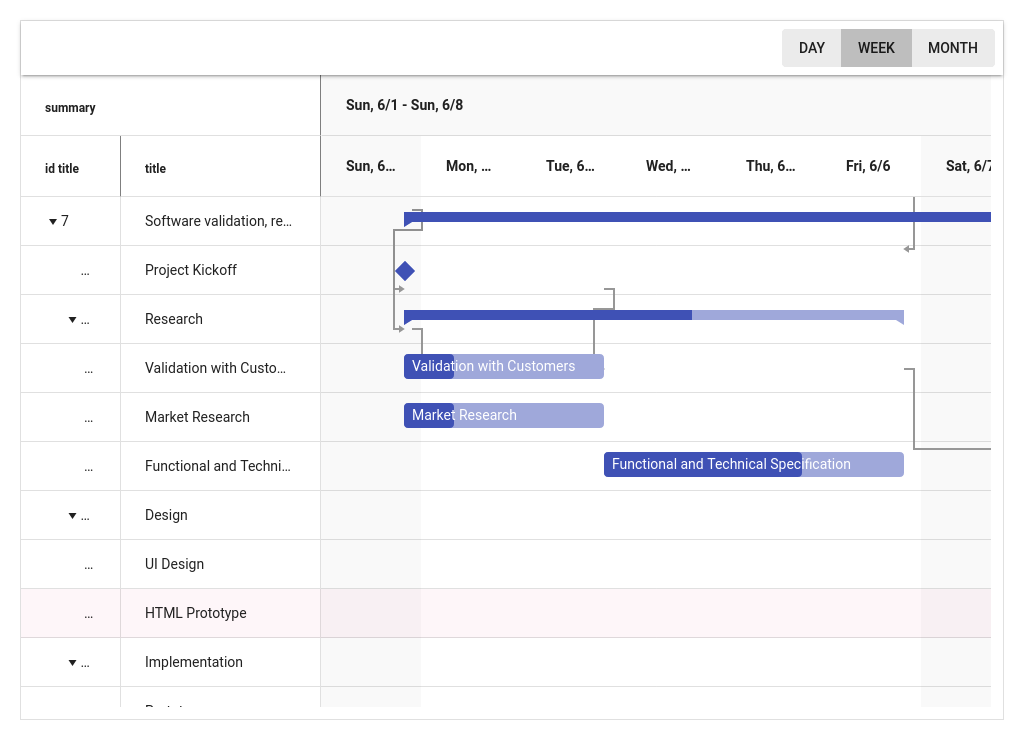 DAY WEEK MONTH
summary Sun, 6/1 - Sun, 6/8
id title title Sun, 6... Mon, ... Tue, 6... Wed, ... Thu, 6... Fri, 6/6 Sat, 6/7
7 Software validation, re...
... Project Kickoff
... Research
... Validation with Custo... Validation with Customers
... Market Research Market Research
... Functional and Techni... Functional and Technical Specification
... Design
... UI Design
... HTML Prototype
... Implementation